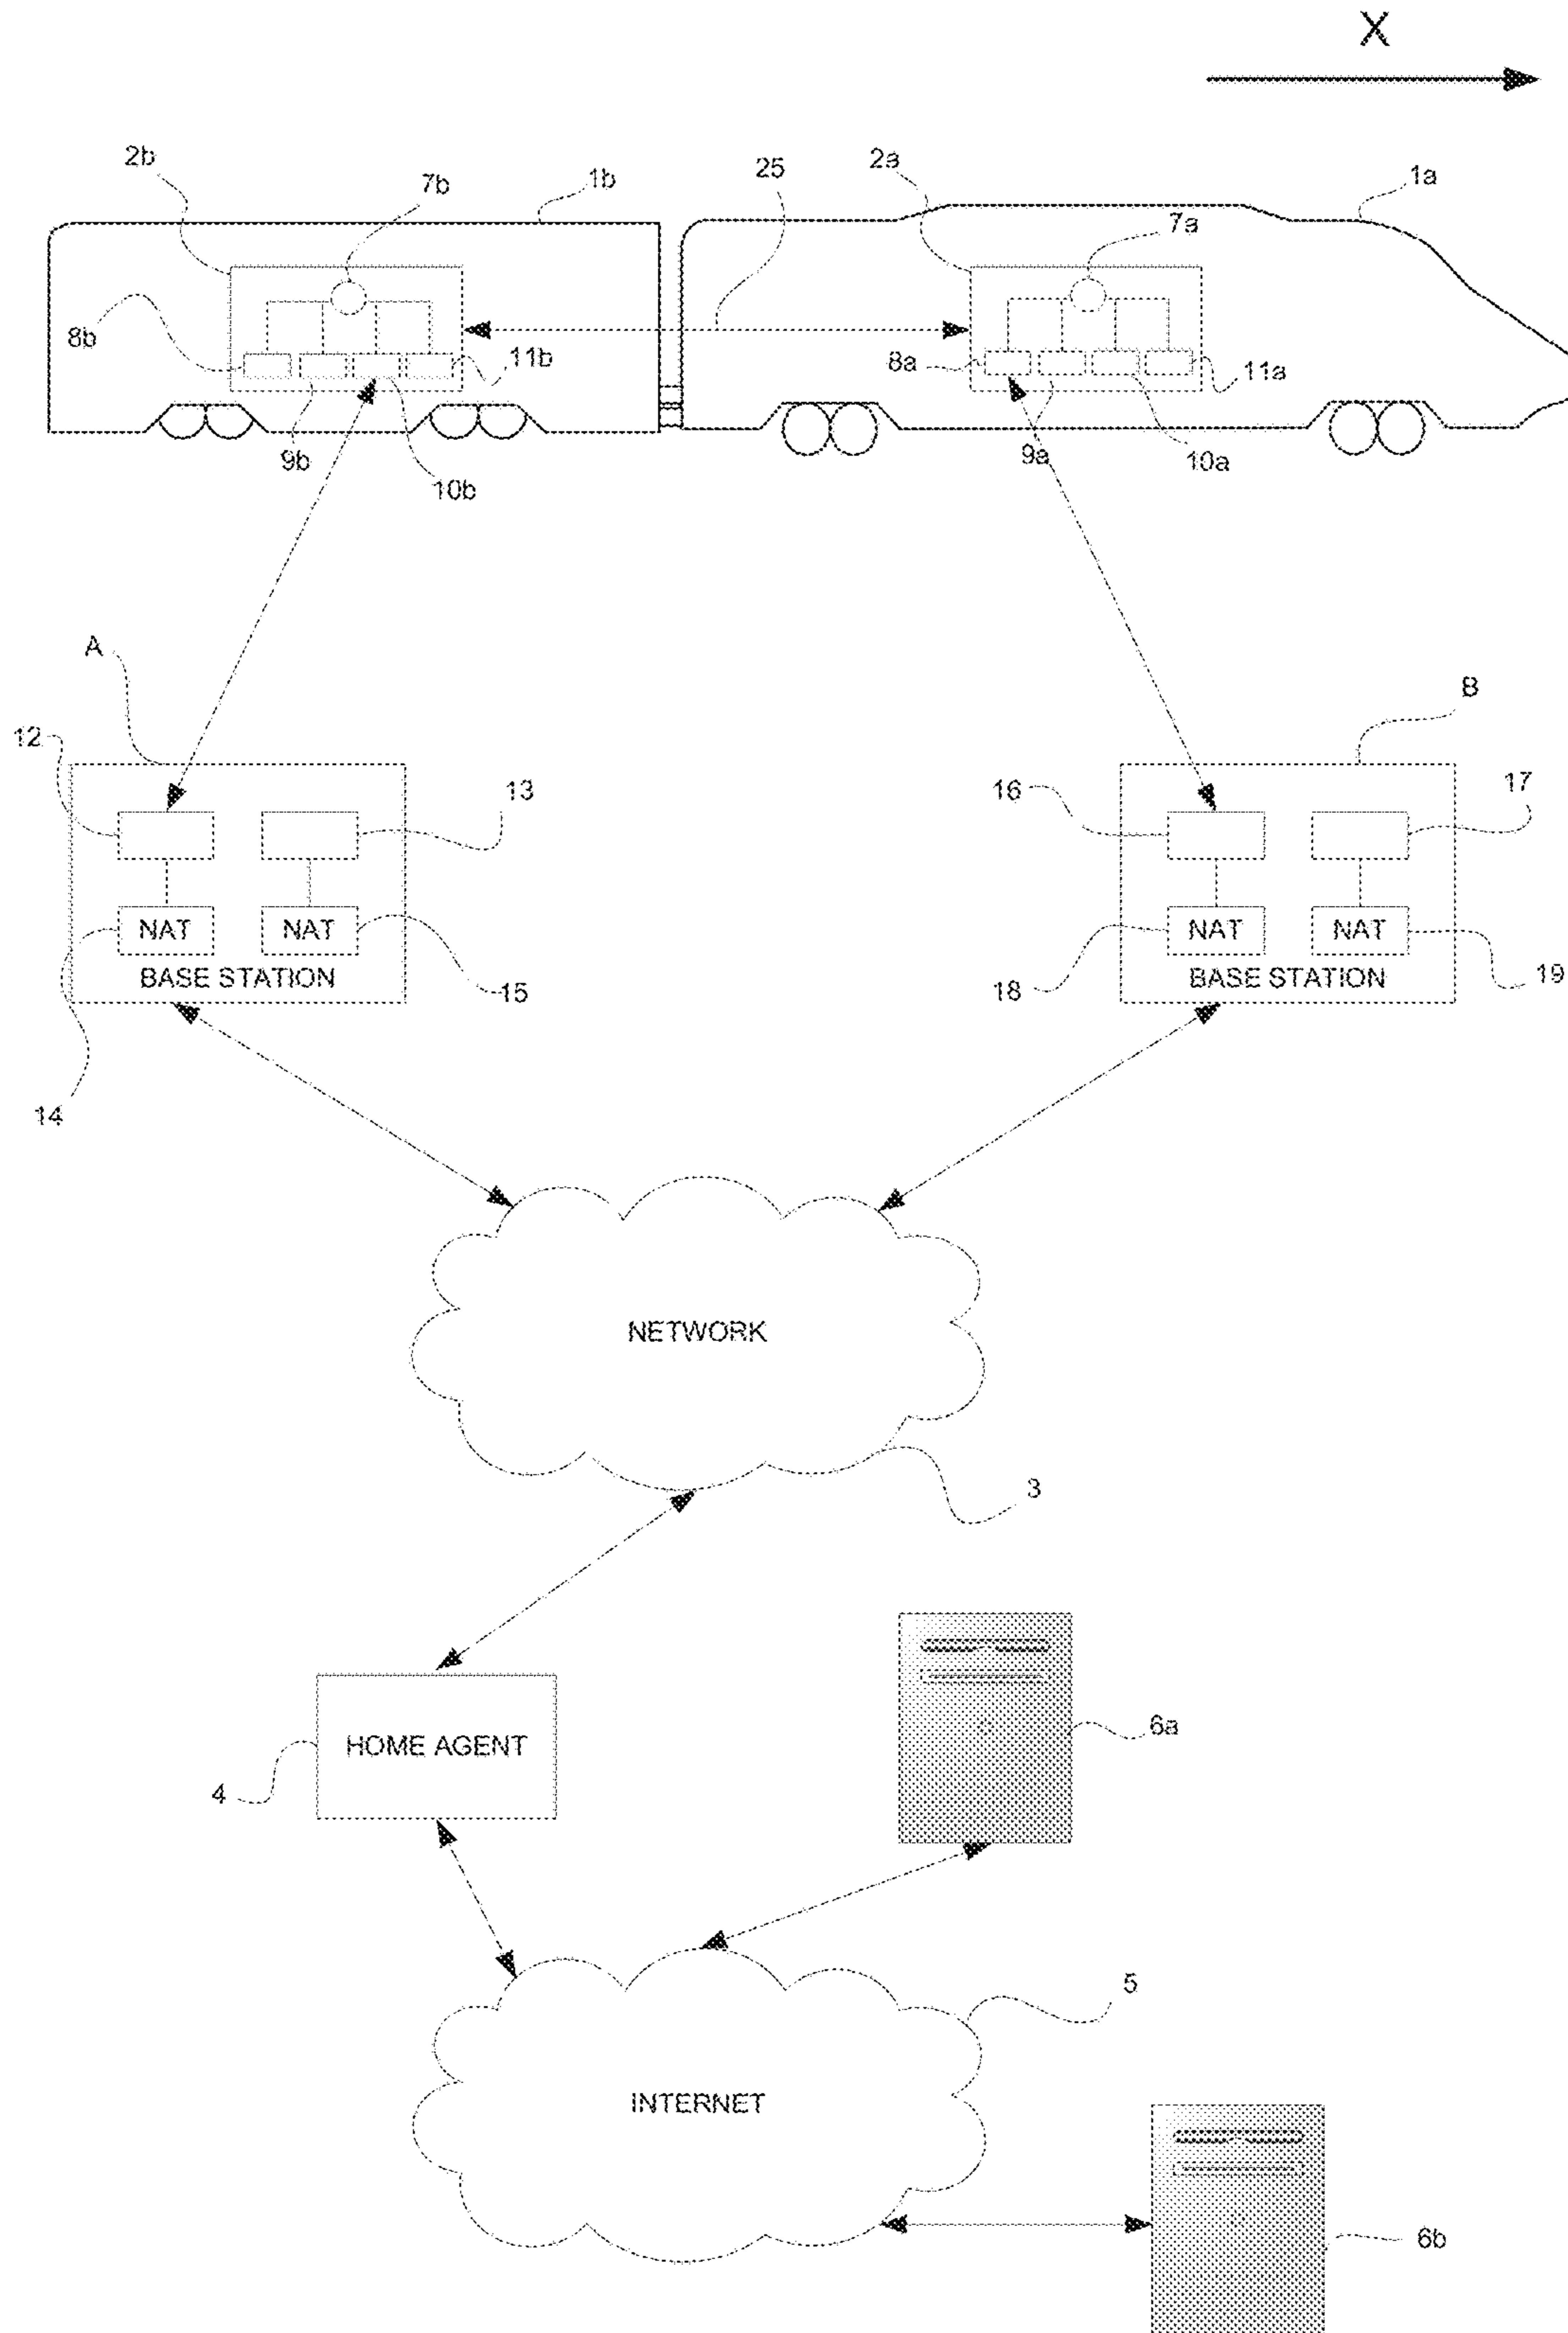 X
2b
7b
1b
25
2a
1a
7a
8b
11b
8a
11a
9b
10b
9a
10a
A
B
12
13
16
17
NAT
NAT
NAT
NAT
BASE STATION
BASE STATION
15
18
19
14
NETWORK
3
HOME AGENT
6a
4
5
INTERNET
6b